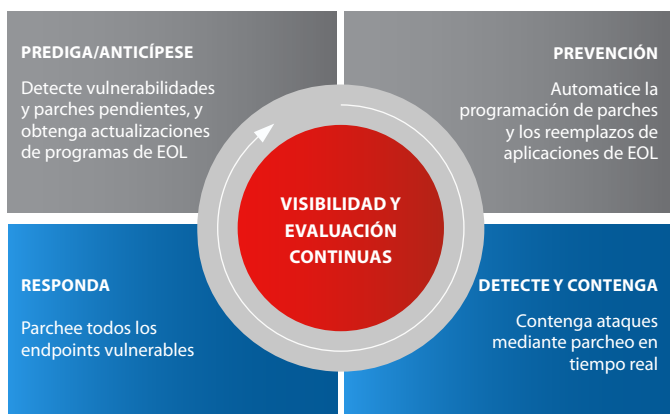 PREDIGA/ANTICÍPESE
Detecte vulnerabilidades
y parches pendientes, y
obtenga actualizaciones
de programas de EOL
PREVENCIÓN
Automatice la
programación de parches
y los reemplazos de
aplicaciones de EOL
VISIBILIDAD Y
EVALUACIÓN
CONTINUAS
RESPONDA
Parchee todos los
endpoints vulnerables
DETECTE Y CONTENGA
Contenga ataques
mediante parcheo en
tiempo real